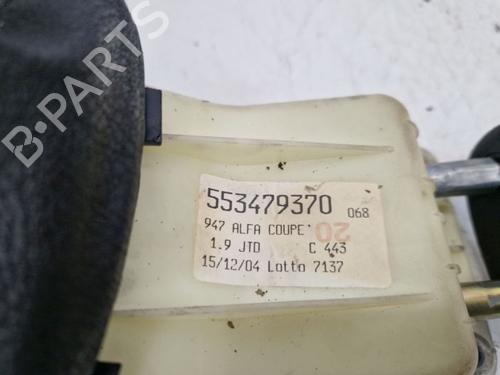 B-PARTS
553479370 068
947 ALFA COUPE
20
1.9 JTD C 443
15/12/04 Lotto 7137